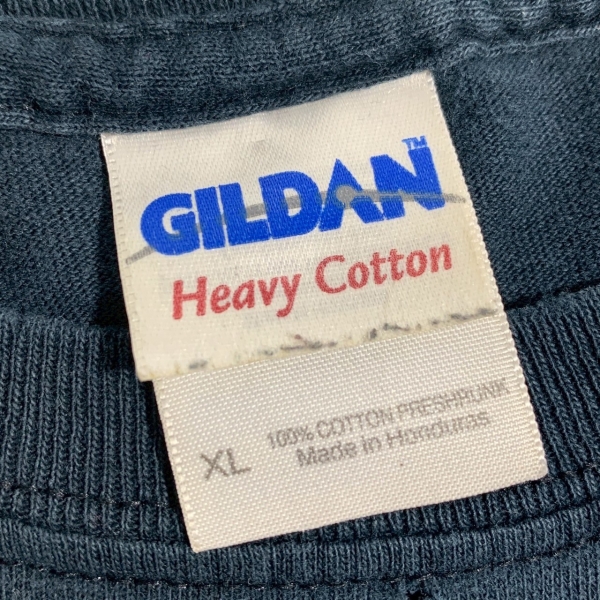 GILDAN™
Heavy Cotton
100% COTTON PRESHRUNK
XL Made in Honduras